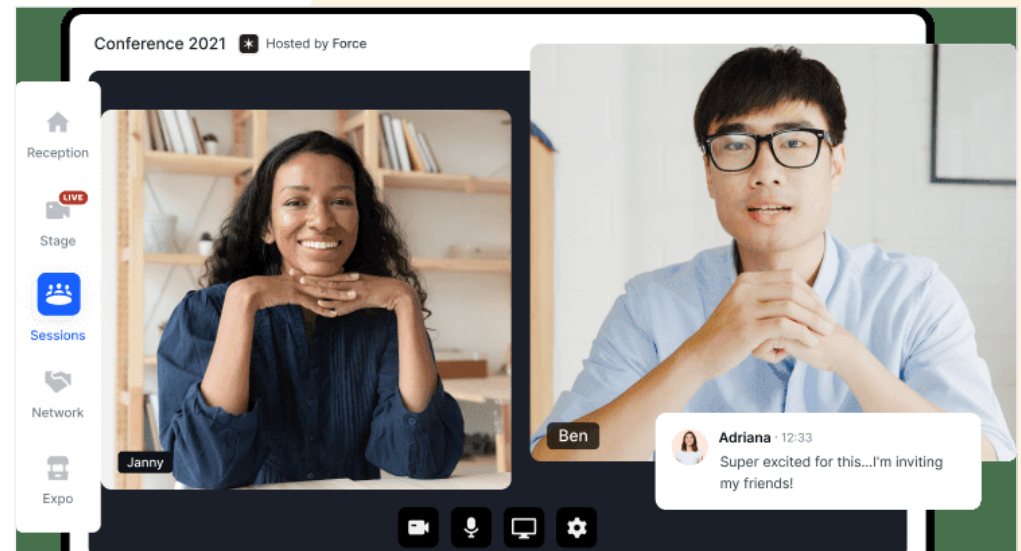 Conference 2021 Hosted by Force
Reception
LIVE
Stage
Sessions
Network
Expo
Janny
Ben
Adriana · 12:33
Super excited for this...I'm inviting
my friends!